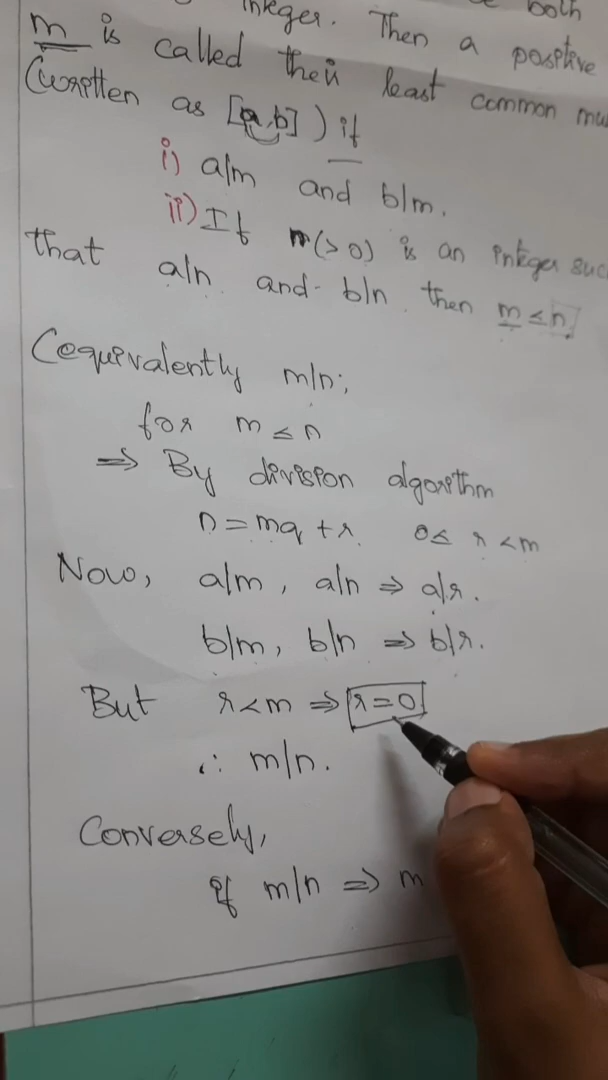 both
integer. Then a positive
m is called their least common mu
(written as [a,b]) if
i) a|m and b|m.
ii) If n(>0) is an integer suc
that a|n and b|n then m≤n.
(equivalently m|n;
for m≤n
⇒ By division algorithm
n=mq+r. 0≤ r<m
Now, a|m, a|n ⇒ a|r.
b|m, b|n ⇒ b|r.
But r<m ⇒ r=0
∴ m|n.
Conversely,
if m|n ⇒ m